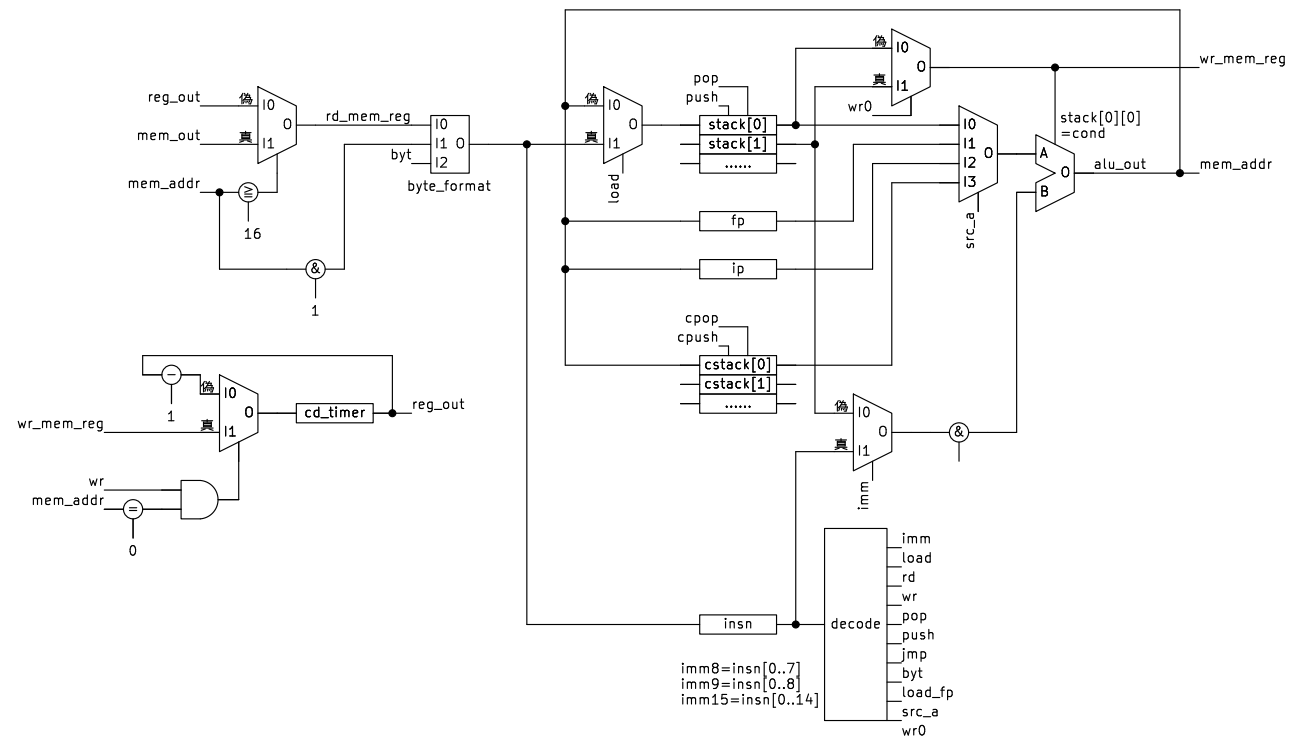 reg_out
mem_out
mem_addr
偽
真
I0
I1
O
≧
16
&
1
rd_mem_reg
byt
I0
I1
I2
O
byte_format
偽
真
I0
I1
O
load
pop
push
stack[0]
stack[1]
......
fp
ip
cpop
cpush
cstack[0]
cstack[1]
......
偽
真
I0
I1
O
wr0
I0
I1
I2
I3
O
src_a
wr_mem_reg
stack[0][0]
=cond
A
B
O
alu_out
mem_addr
−
1
偽
真
I0
I1
O
wr_mem_reg
cd_timer
reg_out
wr
mem_addr
=
0
偽
真
I0
I1
O
imm
&
insn
decode
imm
load
rd
wr
pop
push
jmp
byt
load_fp
src_a
wr0
imm8=insn[0..7]
imm9=insn[0..8]
imm15=insn[0..14]